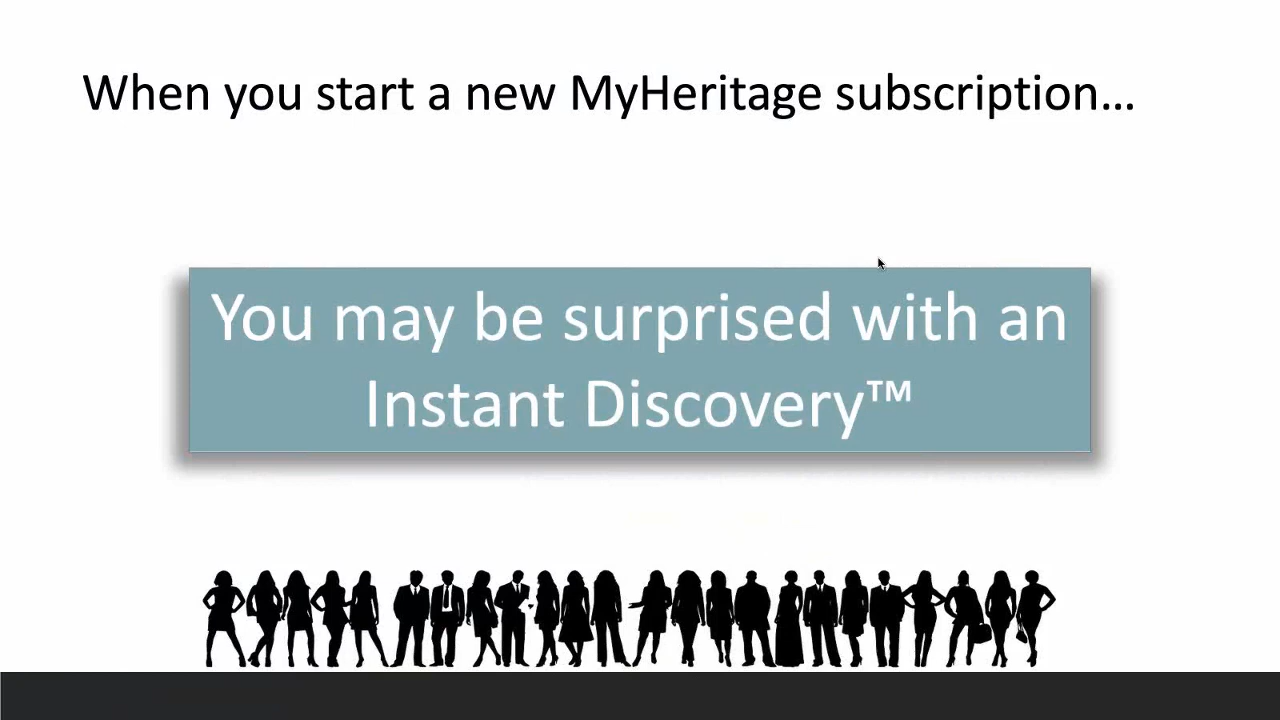 When you start a new MyHeritage subscription...
You may be surprised with an
Instant Discovery™